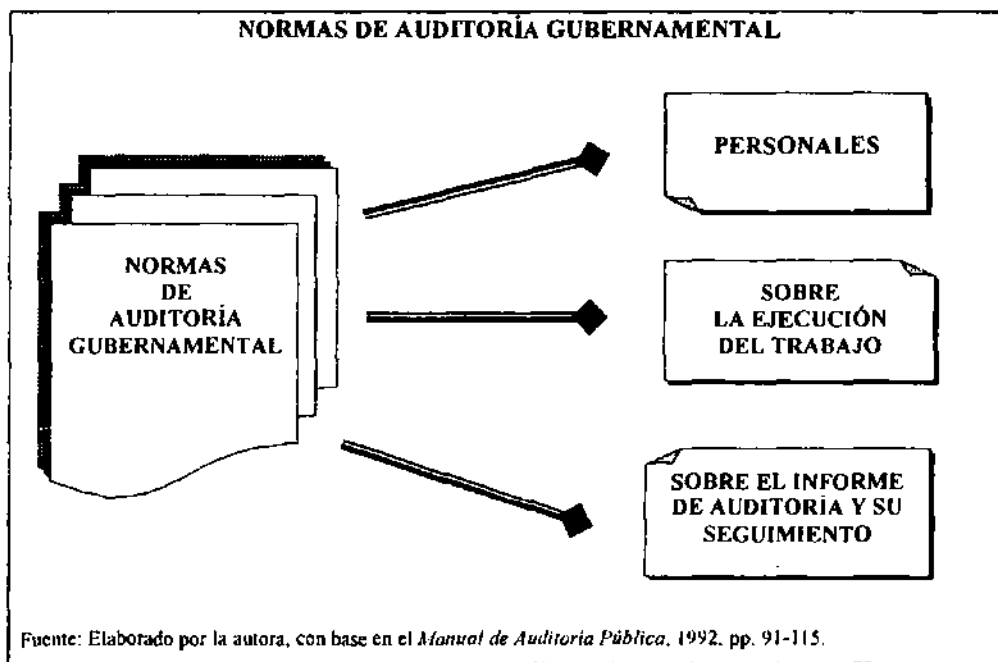 NORMAS DE AUDITORÍA GUBERNAMENTAL
NORMAS
DE
AUDITORÍA
GUBERNAMENTAL
PERSONALES
SOBRE
LA EJECUCIÓN
DEL TRABAJO
SOBRE EL INFORME
DE AUDITORÍA Y SU
SEGUIMIENTO
Fuente: Elaborado por la autora, con base en el Manual de Auditoría Pública, 1992. pp. 91-115.